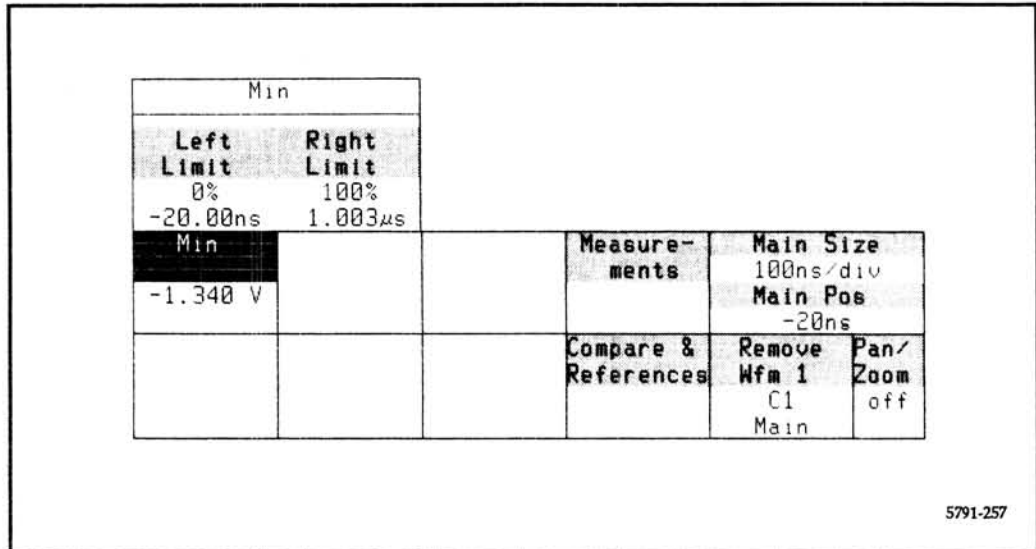 Min
Left Right
Limit Limit
0% 100%
-20.00ns 1.003µs
Min
-1.340 V
Measure-
ments
Main Size
100ns/div
Main Pos
-20ns
Compare &
References
Remove
Wfm 1
C1
Main
Pan/
Zoom
off
5791-257